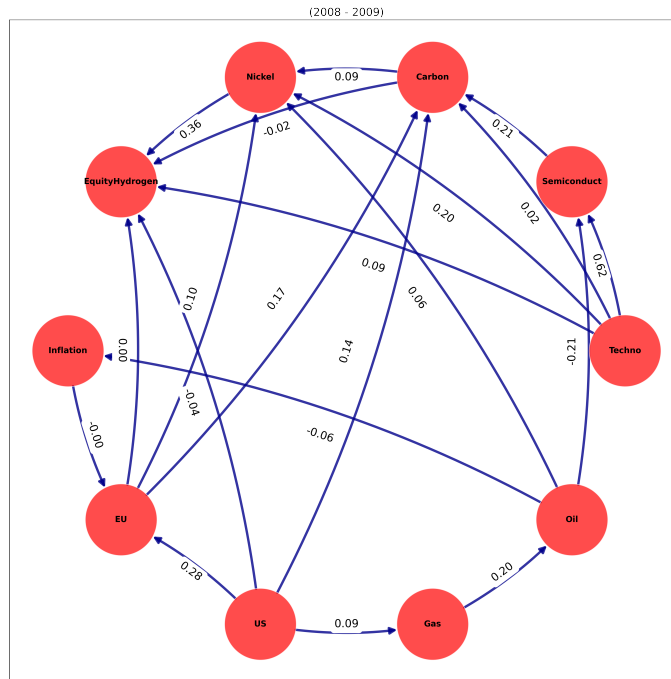 (2008 - 2009)
Nickel
0.09
Carbon
0.36
-0.02
0.21
EquityHydrogen
Semiconduct
0.20
0.02
0.09
0.62
0.10
0.17
0.06
0.00
0.14
-0.21
Inflation
Techno
-0.04
-0.00
-0.06
EU
Oil
0.28
0.20
US
0.09
Gas